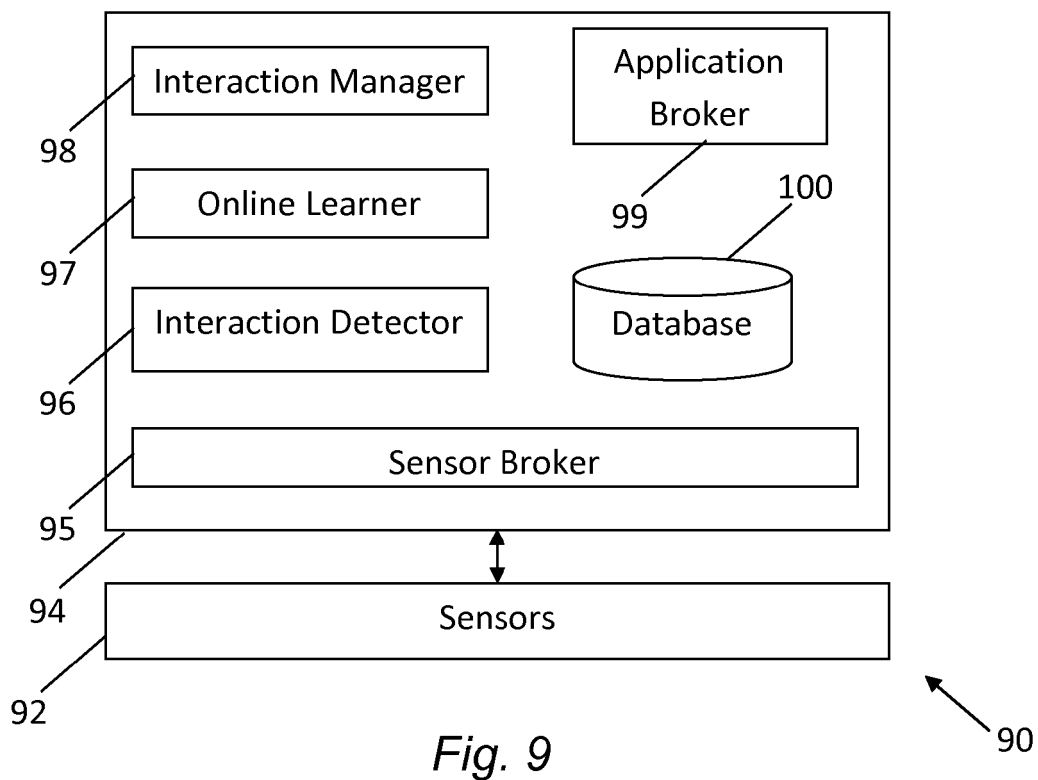 Interaction Manager
Application
Broker
98
Online Learner
99
100
97
Interaction Detector
Database
96
Sensor Broker
95
94
Sensors
92
90
Fig. 9